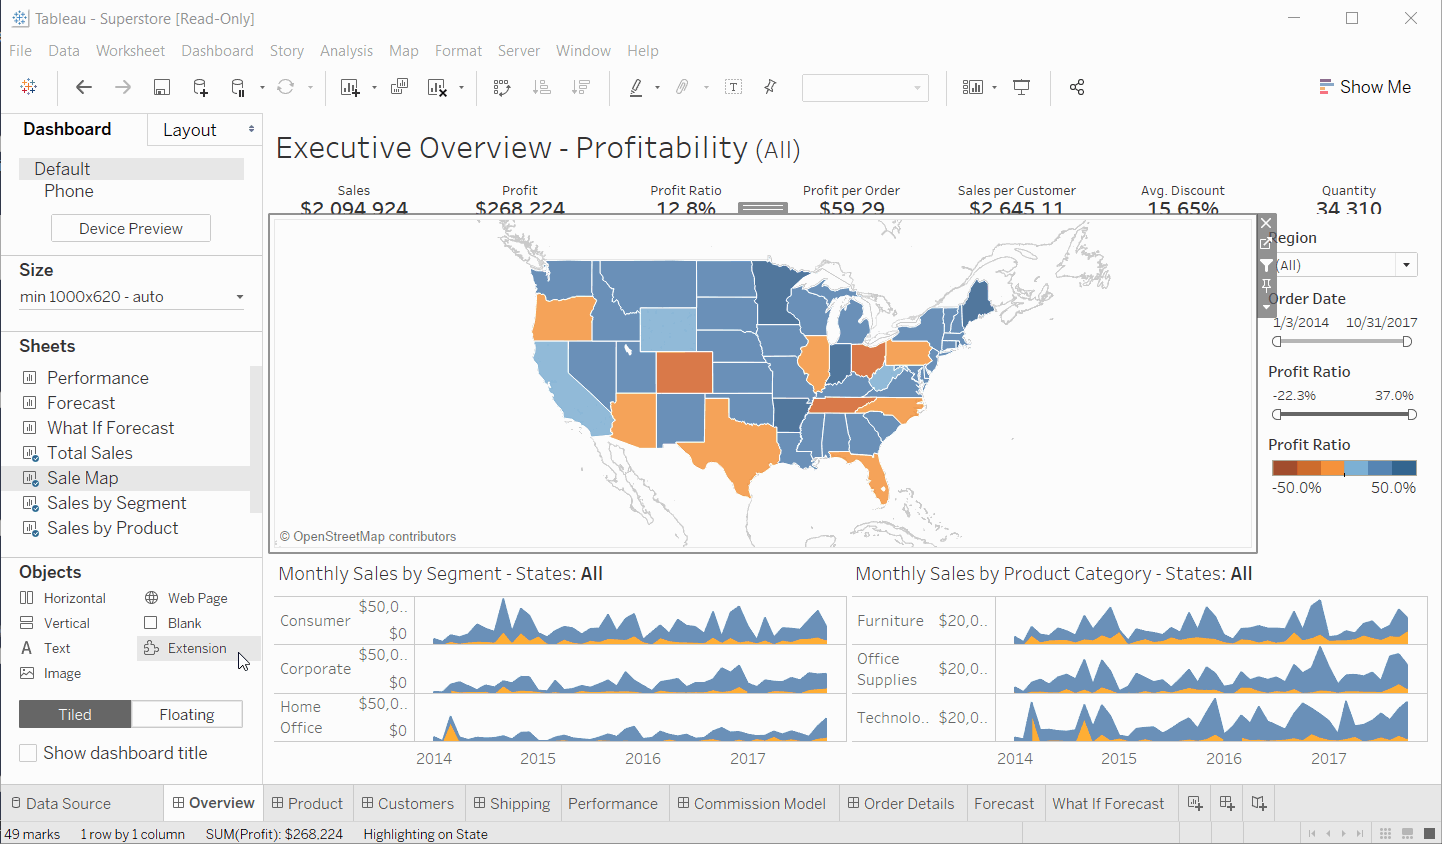 Tableau - Superstore [Read-Only]
File Data Worksheet Dashboard Story Analysis Map Format Server Window Help
Show Me
Dashboard Layout
Default
Phone
Device Preview
Size
min 1000x620 - auto
Sheets
Performance
Forecast
What If Forecast
Total Sales
Sale Map
Sales by Segment
Sales by Product
Objects
Horizontal Web Page
Vertical Blank
Text Extension
Image
Tiled Floating
Show dashboard title
Executive Overview - Profitability (All)
Sales Profit Profit Ratio Profit per Order Sales per Customer Avg. Discount Quantity
$2,094,924 $268,224 12.8% $59.29 $2,645.11 15.65% 34,310
© OpenStreetMap contributors
Region
(All)
Order Date
1/3/2014 10/31/2017
Profit Ratio
-22.3% 37.0%
Profit Ratio
-50.0% 50.0%
Monthly Sales by Segment - States: All
Consumer $50,0..
$0
Corporate $50,0..
$0
Home Office $50,0..
$0
2014 2015 2016 2017
Monthly Sales by Product Category - States: All
Furniture $20,0..
Office Supplies $20,0..
Technolo.. $20,0..
2014 2015 2016 2017
Data Source Overview Product Customers Shipping Performance Commission Model Order Details Forecast What If Forecast
49 marks 1 row by 1 column SUM(Profit): $268,224 Highlighting on State